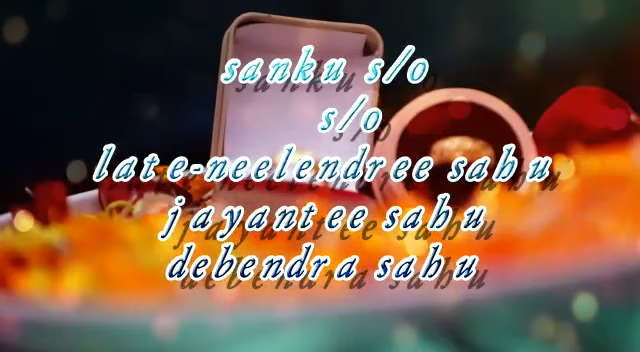 sanku s/o
s/o
late-neelendree sahu
jayantee sahu
debendra sahu